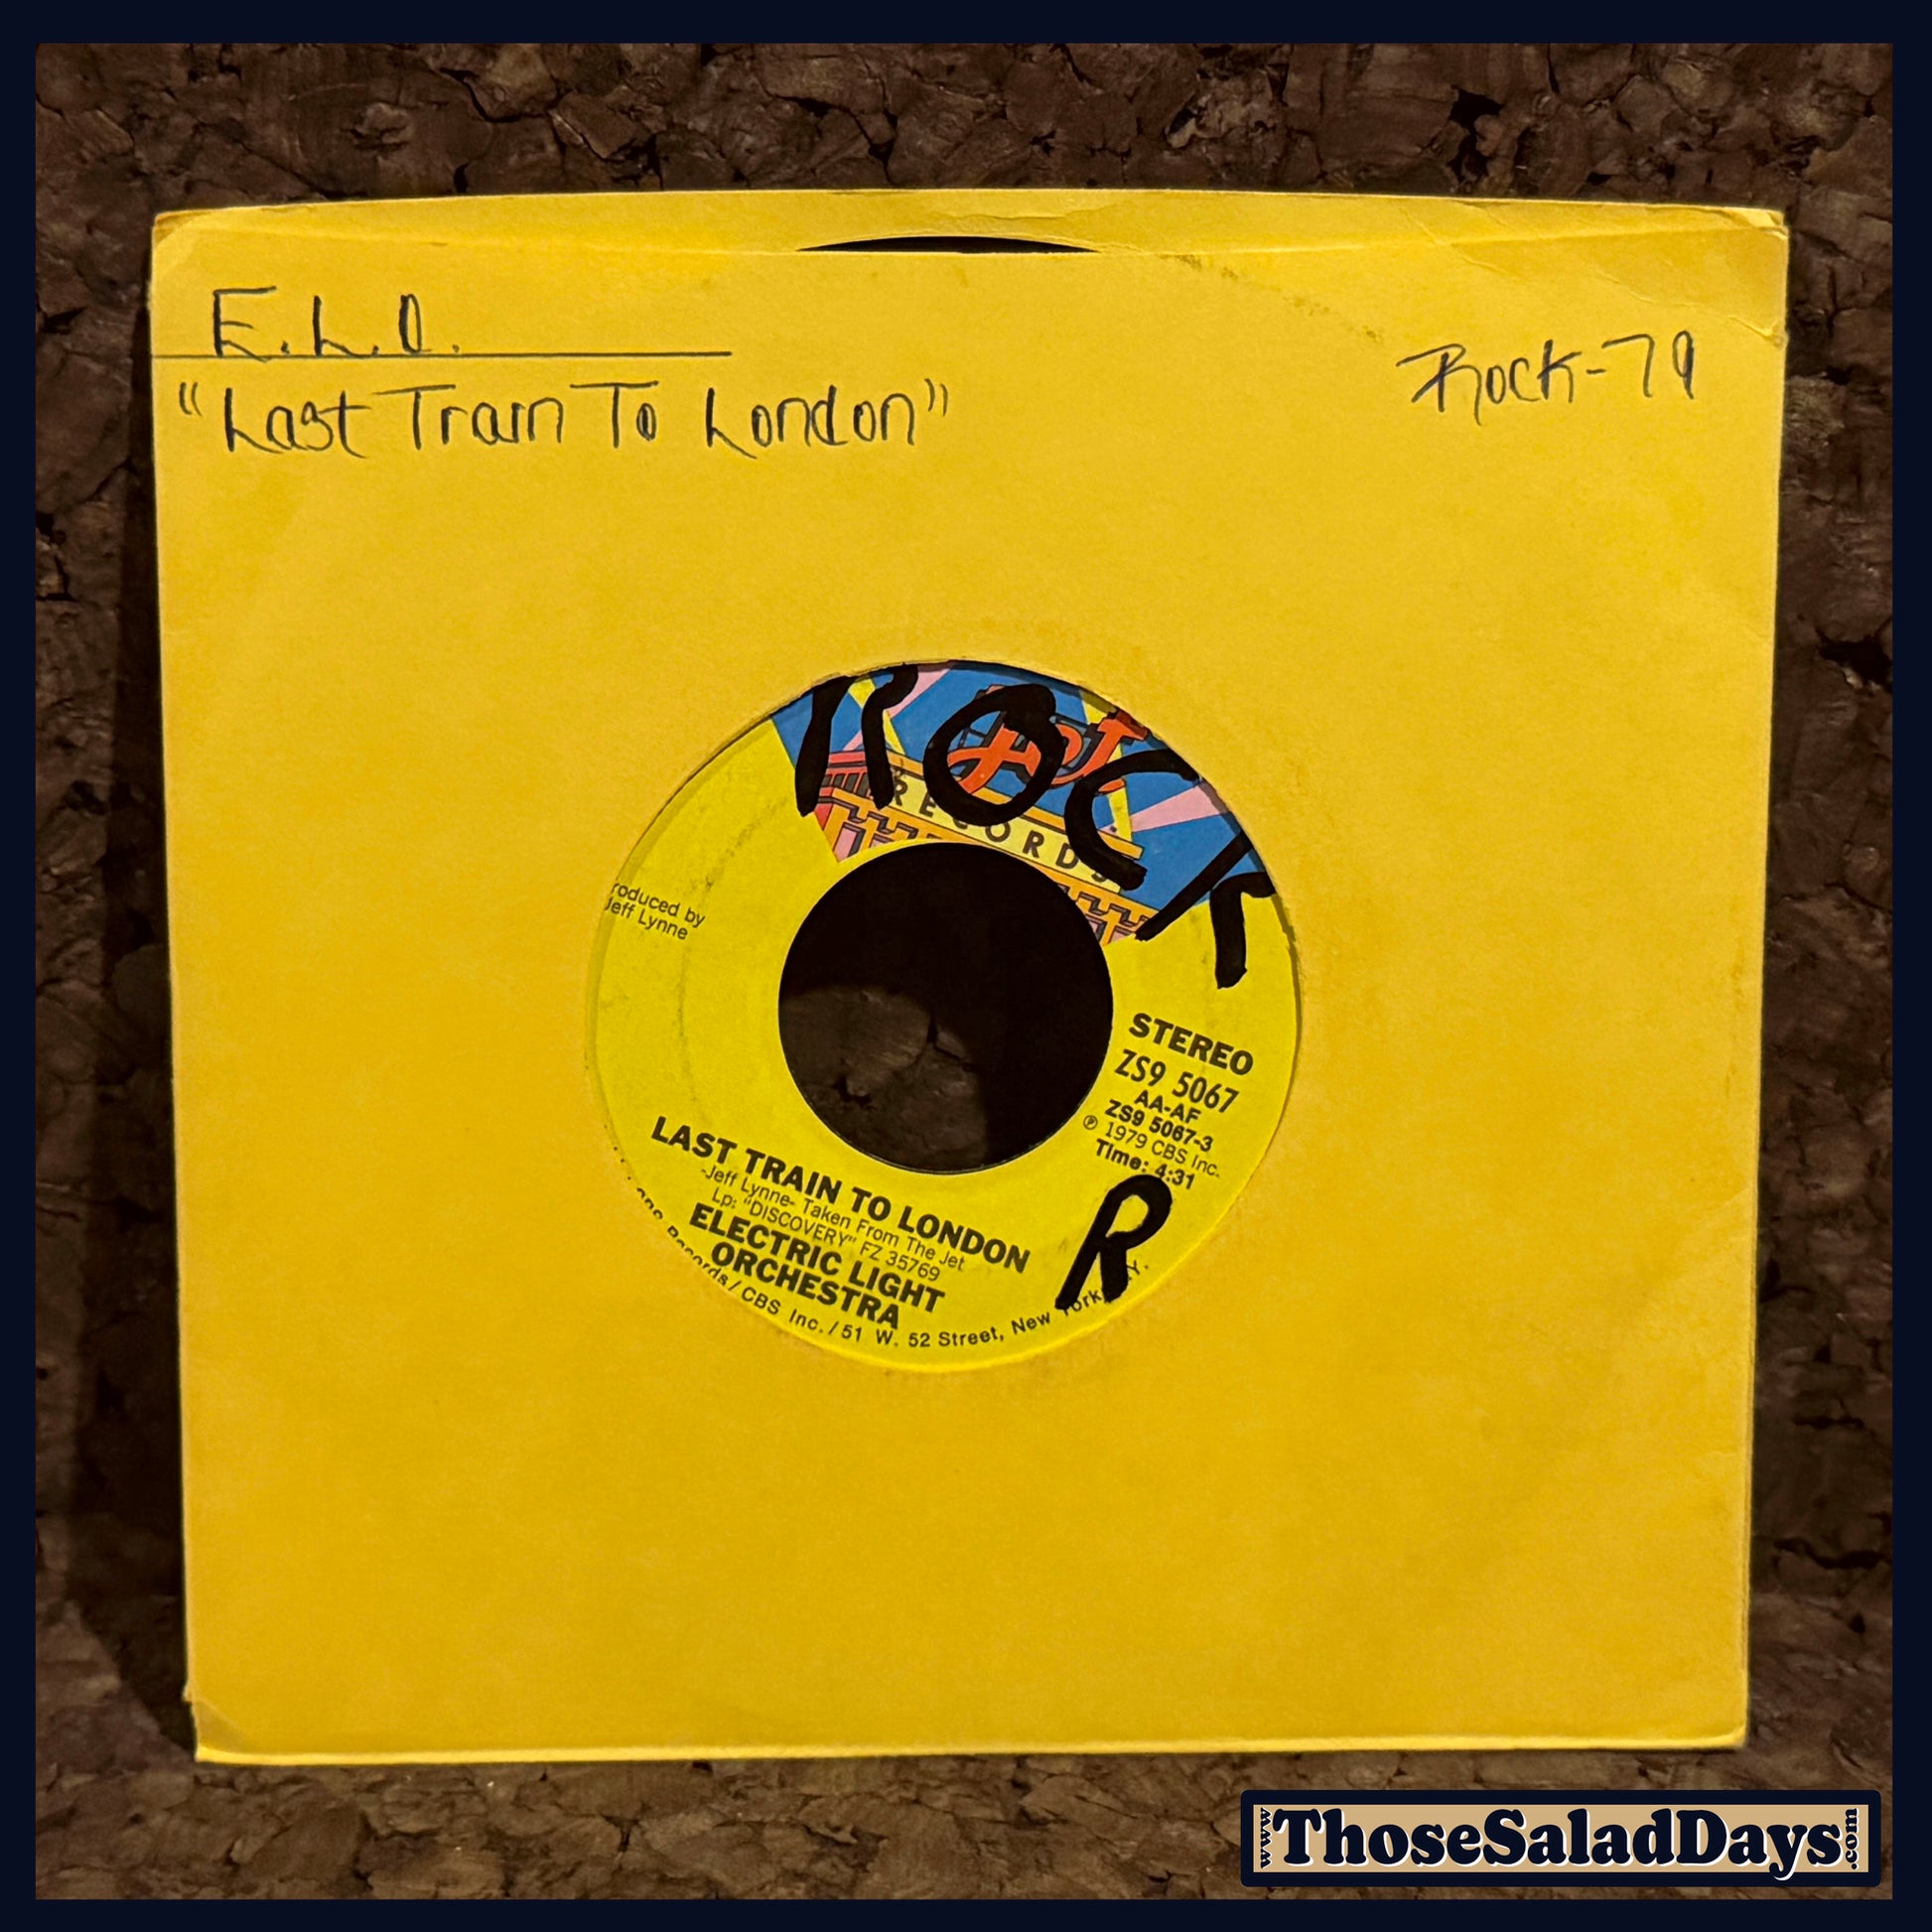 E.L.O.
"Last Train To London"
Rock-79
ROCK
Jet
RECORDS
Produced by
Jeff Lynne
STEREO
ZS9 5067
AA-AF
ZS9 5067-3
℗ 1979 CBS Inc.
Time: 4:31
R
LAST TRAIN TO LONDON
-Jeff Lynne- Taken From The Jet
Lp: "DISCOVERY" FZ 35769
ELECTRIC LIGHT
ORCHESTRA
Records / CBS Inc. / 51 W. 52 Street, New York, N.Y.
www.ThoseSaladDays.com